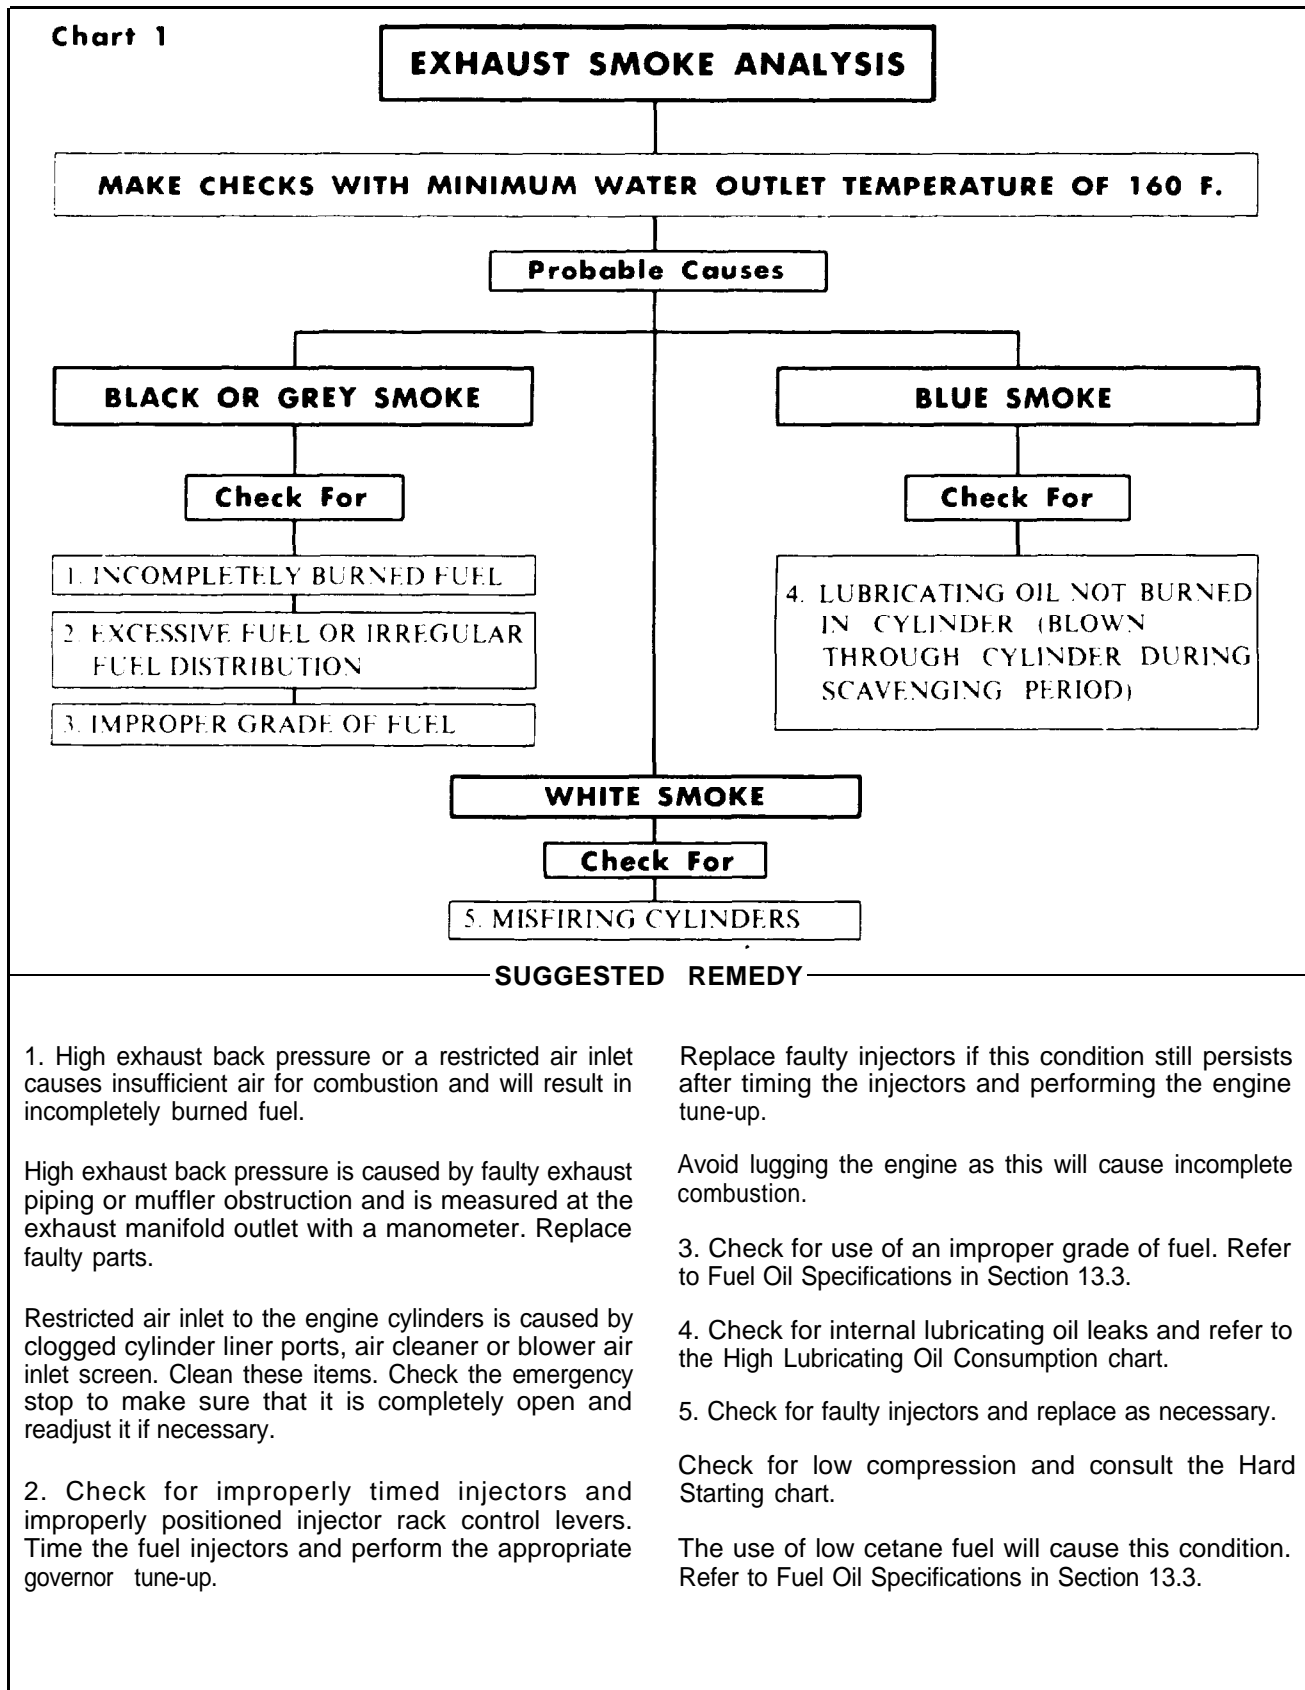 Chart 1
EXHAUST SMOKE ANALYSIS
MAKE CHECKS WITH MINIMUM WATER OUTLET TEMPERATURE OF 160 F.
Probable Causes
BLACK OR GREY SMOKE
Check For
1. INCOMPLETELY BURNED FUEL
2. EXCESSIVE FUEL OR IRREGULAR
FUEL DISTRIBUTION
3. IMPROPER GRADE OF FUEL
BLUE SMOKE
Check For
4. LUBRICATING OIL NOT BURNED
IN CYLINDER (BLOWN
THROUGH CYLINDER DURING
SCAVENGING PERIOD)
WHITE SMOKE
Check For
5. MISFIRING CYLINDERS
SUGGESTED REMEDY
1. High exhaust back pressure or a restricted air inlet
causes insufficient air for combustion and will result in
incompletely burned fuel.
High exhaust back pressure is caused by faulty exhaust
piping or muffler obstruction and is measured at the
exhaust manifold outlet with a manometer. Replace
faulty parts.
Restricted air inlet to the engine cylinders is caused by
clogged cylinder liner ports, air cleaner or blower air
inlet screen. Clean these items. Check the emergency
stop to make sure that it is completely open and
readjust it if necessary.
2. Check for improperly timed injectors and
improperly positioned injector rack control levers.
Time the fuel injectors and perform the appropriate
governor tune-up.
Replace faulty injectors if this condition still persists
after timing the injectors and performing the engine
tune-up.
Avoid lugging the engine as this will cause incomplete
combustion.
3. Check for use of an improper grade of fuel. Refer
to Fuel Oil Specifications in Section 13.3.
4. Check for internal lubricating oil leaks and refer to
the High Lubricating Oil Consumption chart.
5. Check for faulty injectors and replace as necessary.
Check for low compression and consult the Hard
Starting chart.
The use of low cetane fuel will cause this condition.
Refer to Fuel Oil Specifications in Section 13.3.